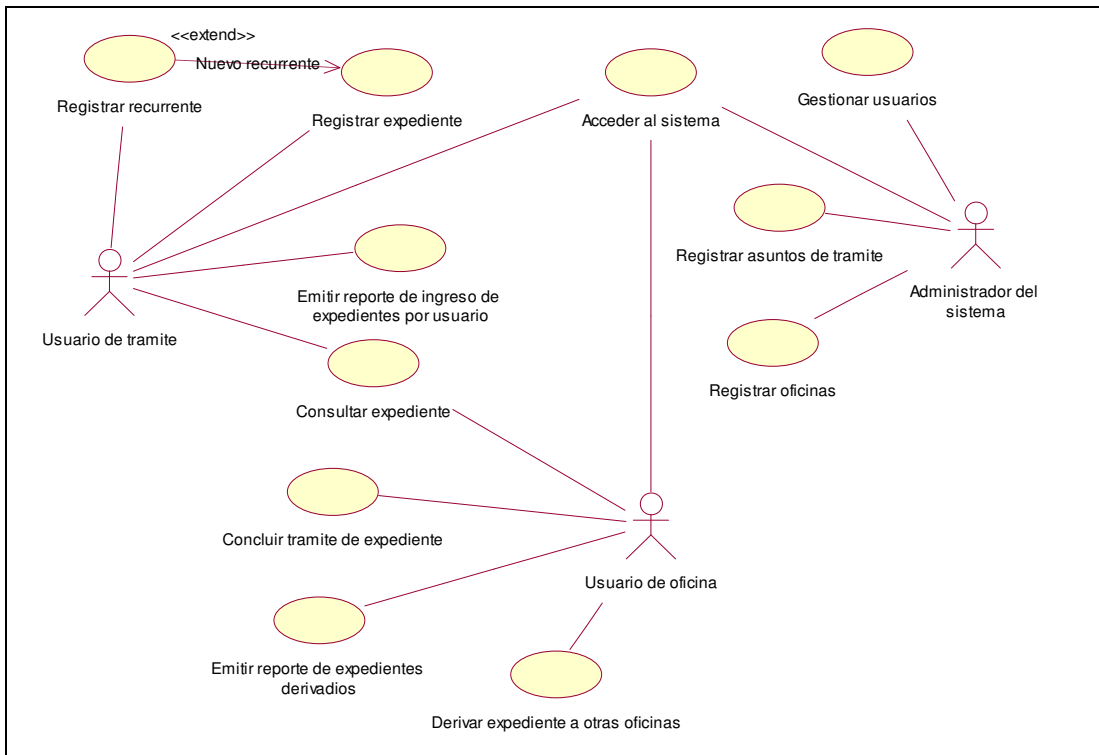 <<extend>>
Nuevo recurrente
Registrar recurrente
Registrar expediente
Acceder al sistema
Gestionar usuarios
Registrar asuntos de tramite
Administrador del
sistema
Emitir reporte de ingreso de
expedientes por usuario
Usuario de tramite
Registrar oficinas
Consultar expediente
Concluir tramite de expediente
Usuario de oficina
Emitir reporte de expedientes
derivadios
Derivar expediente a otras oficinas